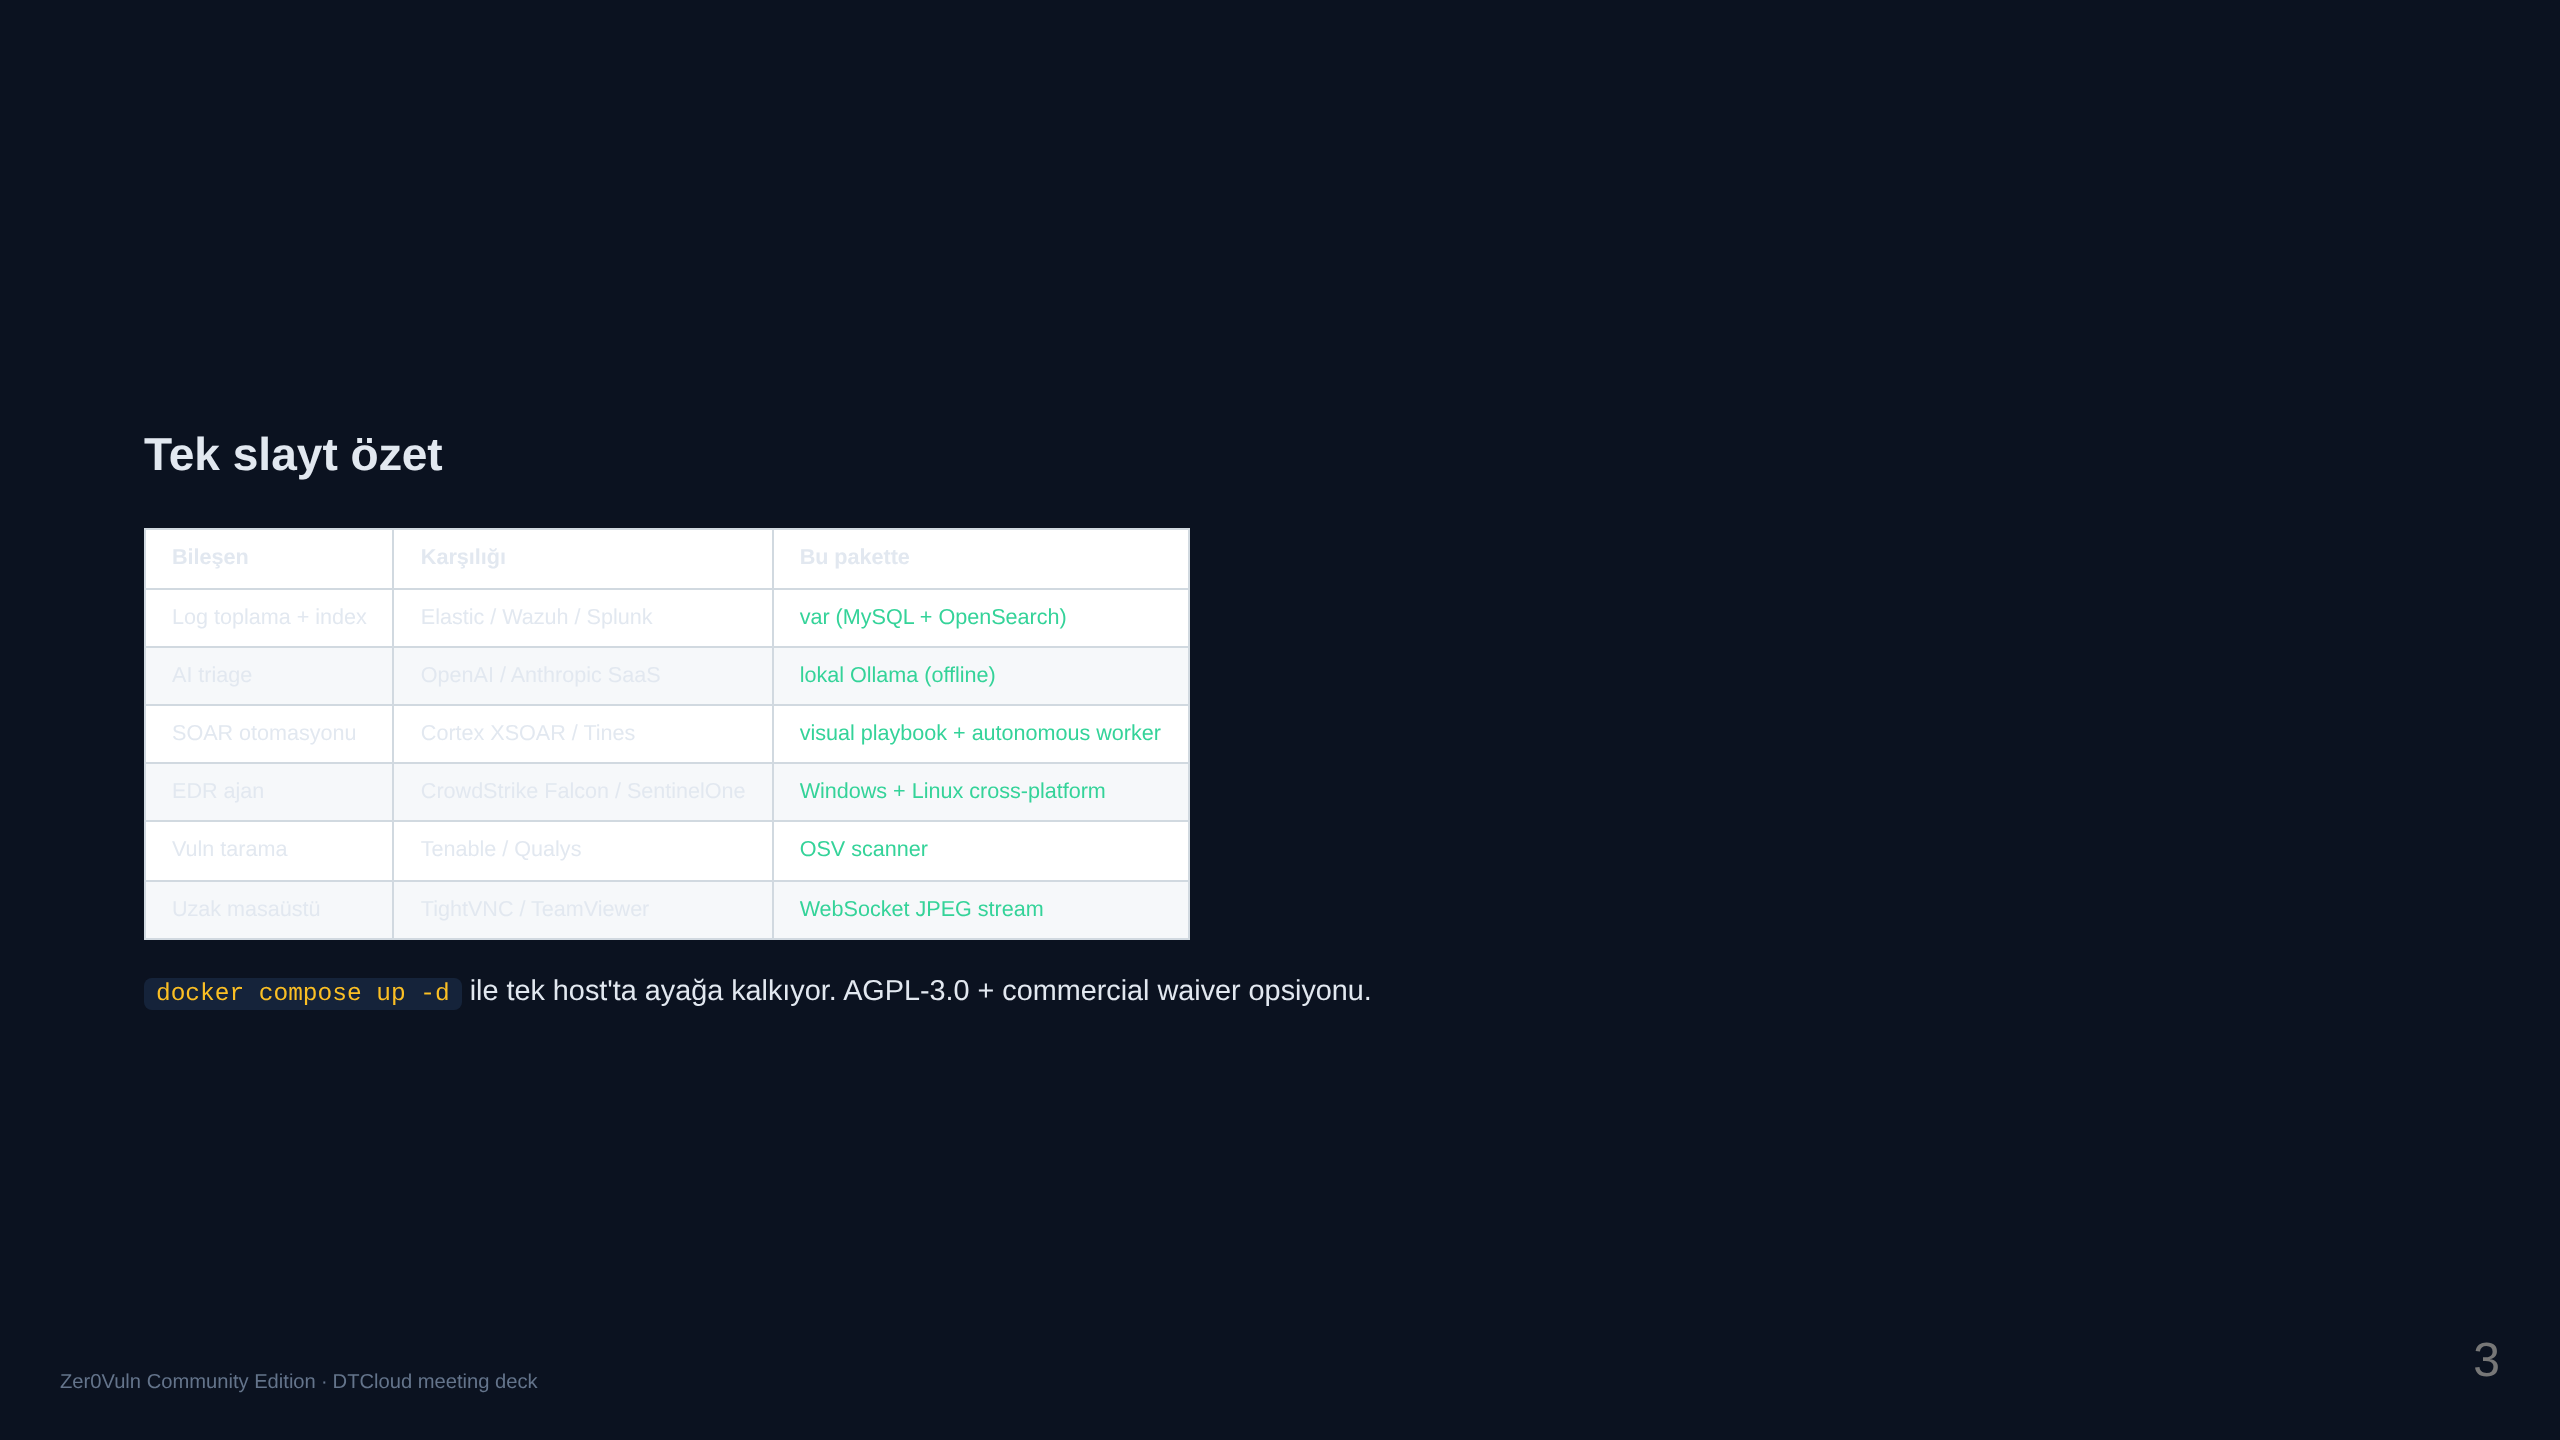 Tek slayt özet
Bileşen Karşılığı Bu pakette
Log toplama + index Elastic / Wazuh / Splunk var (MySQL + OpenSearch)
AI triage OpenAI / Anthropic SaaS lokal Ollama (offline)
SOAR otomasyonu Cortex XSOAR / Tines visual playbook + autonomous worker
EDR ajan CrowdStrike Falcon / SentinelOne Windows + Linux cross-platform
Vuln tarama Tenable / Qualys OSV scanner
Uzak masaüstü TightVNC / TeamViewer WebSocket JPEG stream
docker compose up -d ile tek host'ta ayağa kalkıyor. AGPL-3.0 + commercial waiver opsiyonu.
Zer0Vuln Community Edition · DTCloud meeting deck
3